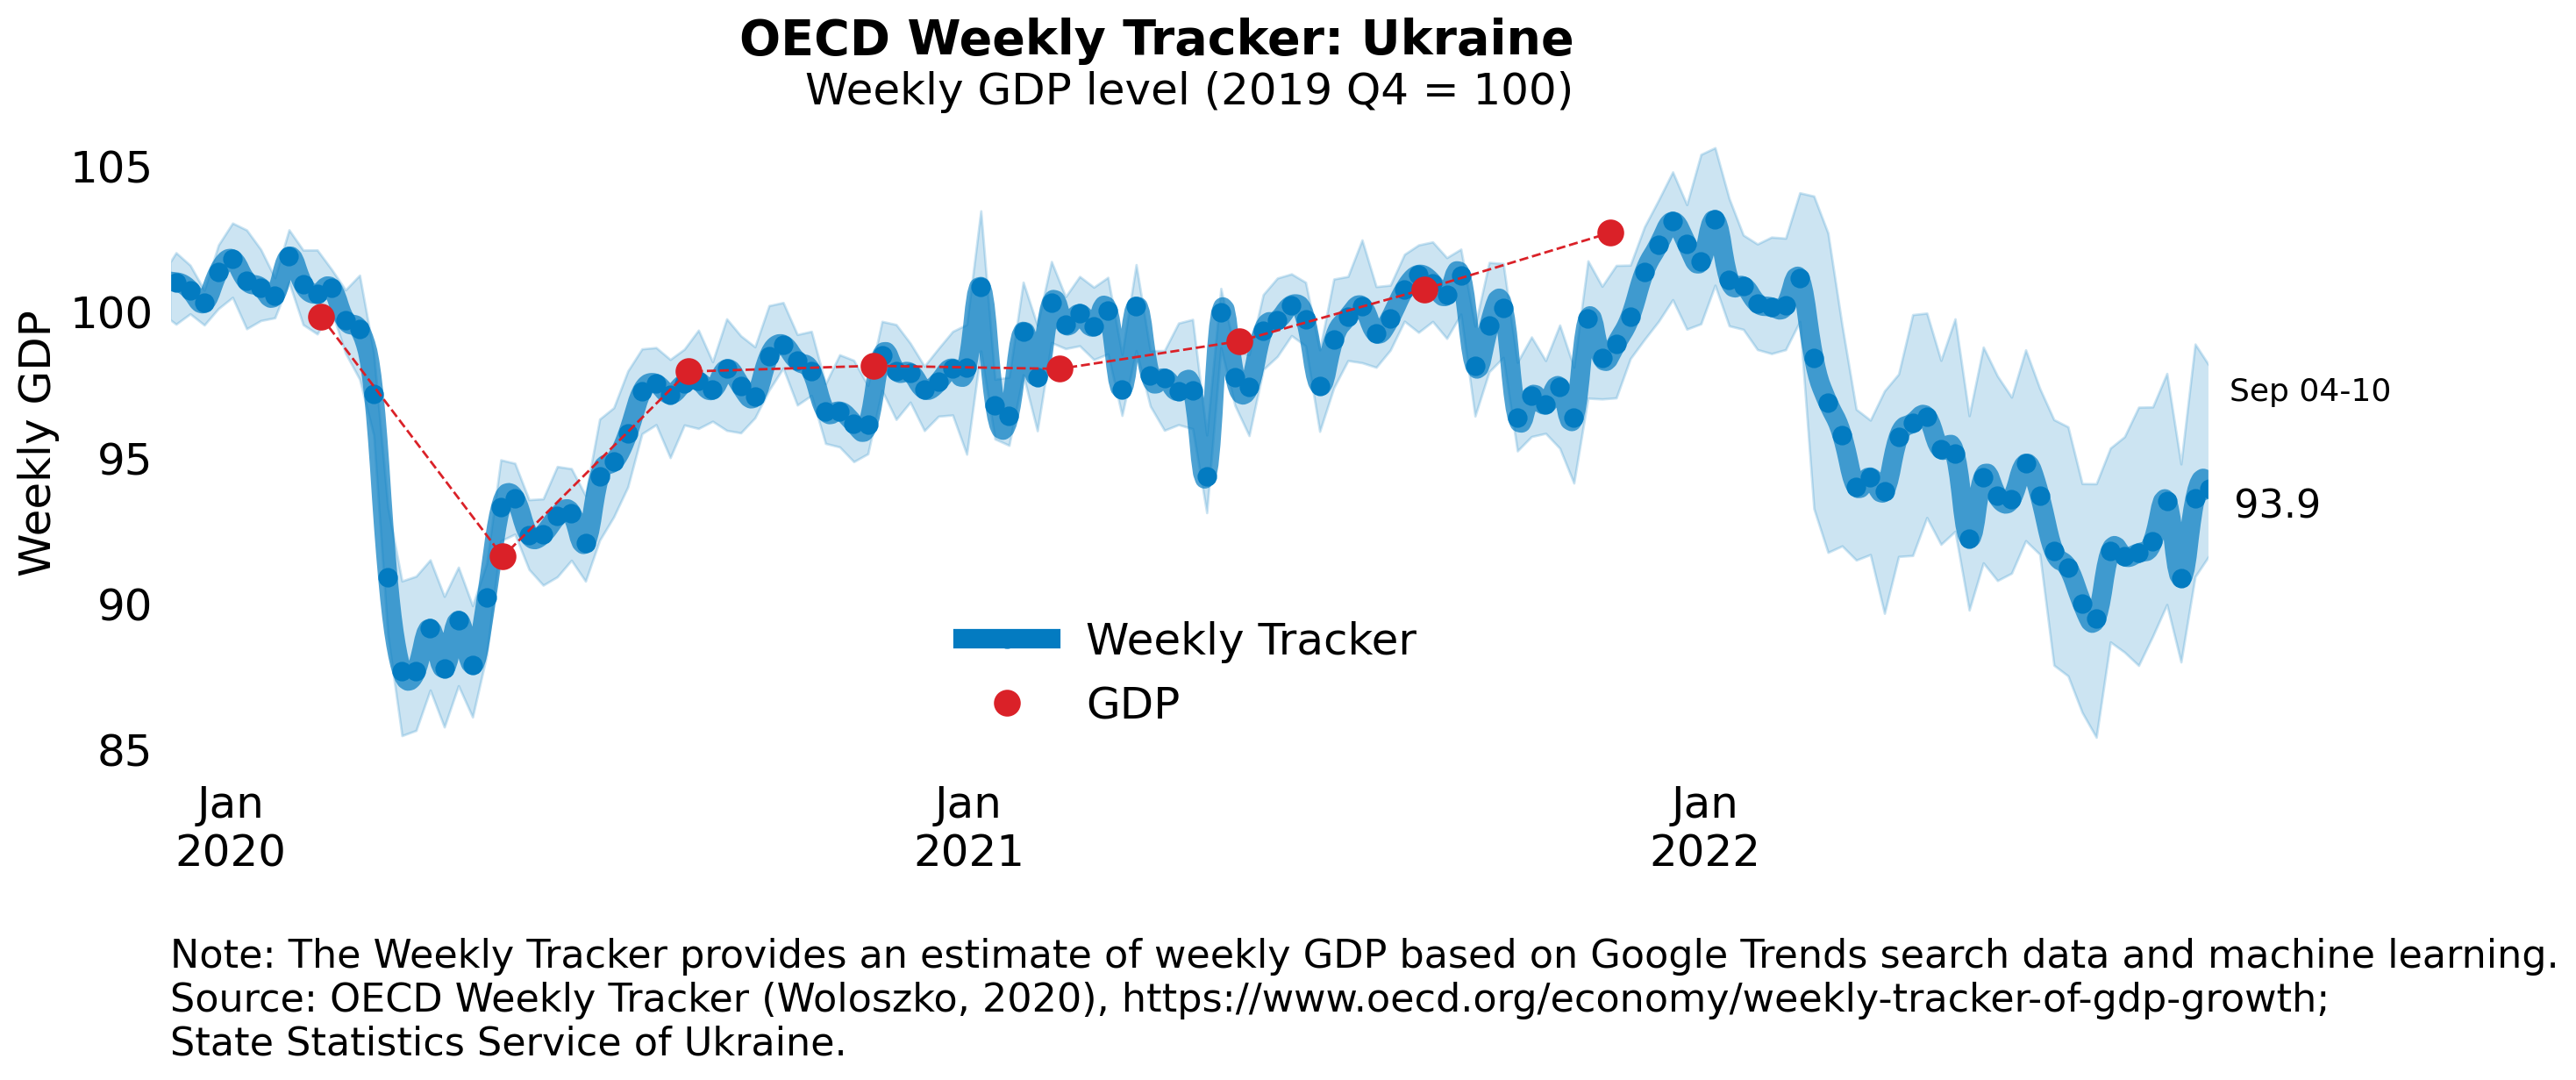 OECD Weekly Tracker: Ukraine
Weekly GDP level (2019 Q4 = 100)
Weekly GDP
105
100
95
90
85
Sep 04-10
93.9
Weekly Tracker
GDP
Jan
2020
Jan
2021
Jan
2022
Note: The Weekly Tracker provides an estimate of weekly GDP based on Google Trends search data and machine learning.
Source: OECD Weekly Tracker (Woloszko, 2020), https://www.oecd.org/economy/weekly-tracker-of-gdp-growth;
State Statistics Service of Ukraine.